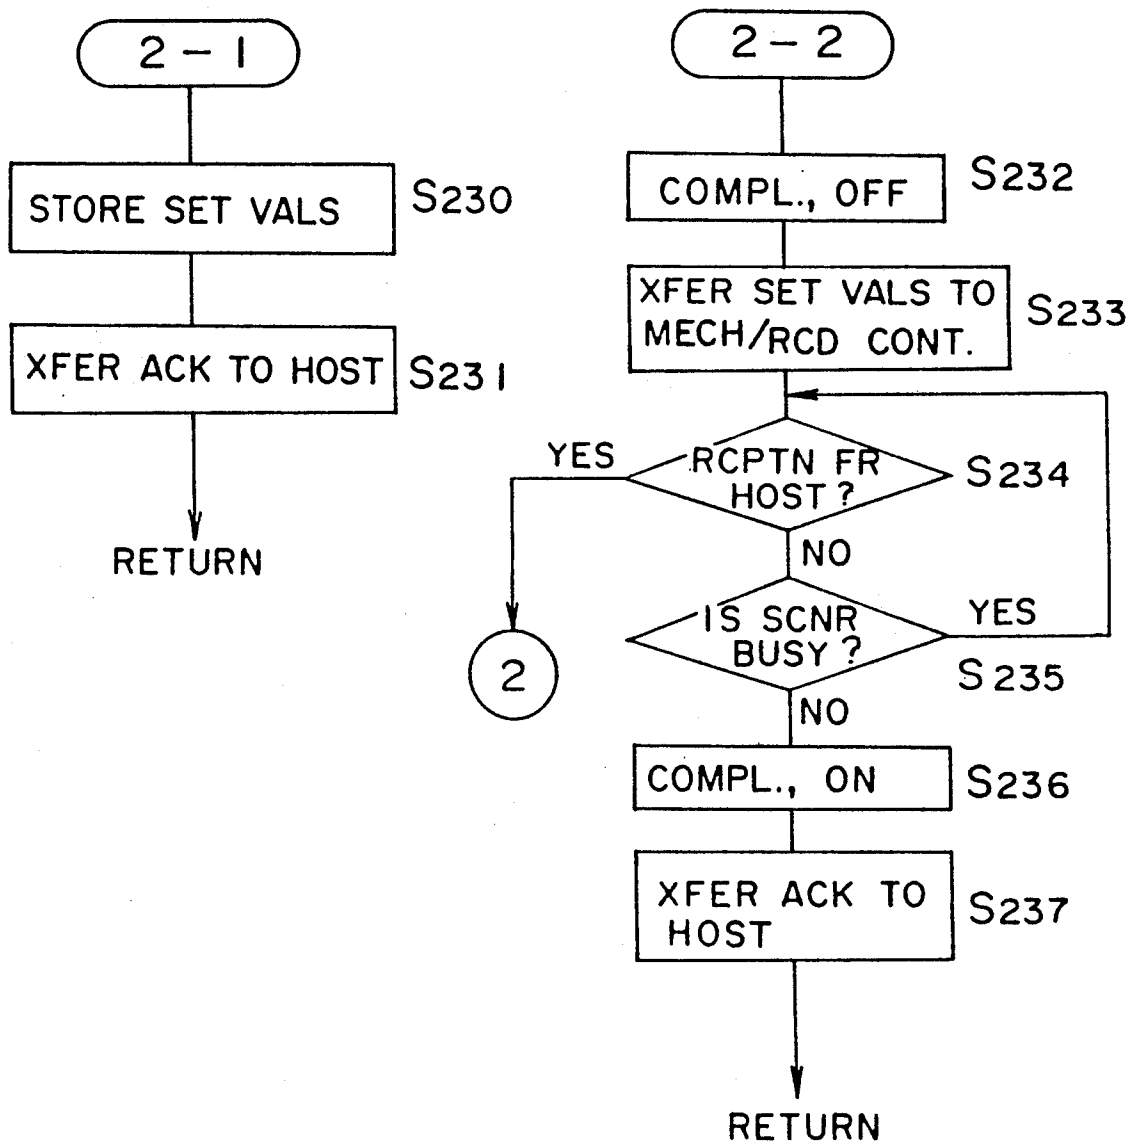 2-1
STORE SET VALS
S230
XFER ACK TO HOST
S231
RETURN
2-2
COMPL., OFF
S232
XFER SET VALS TO
MECH/RCD CONT.
S233
RCPTN FR
HOST?
S234
YES
2
NO
IS SCNR
BUSY?
YES
S235
NO
COMPL., ON
S236
XFER ACK TO
HOST
S237
RETURN